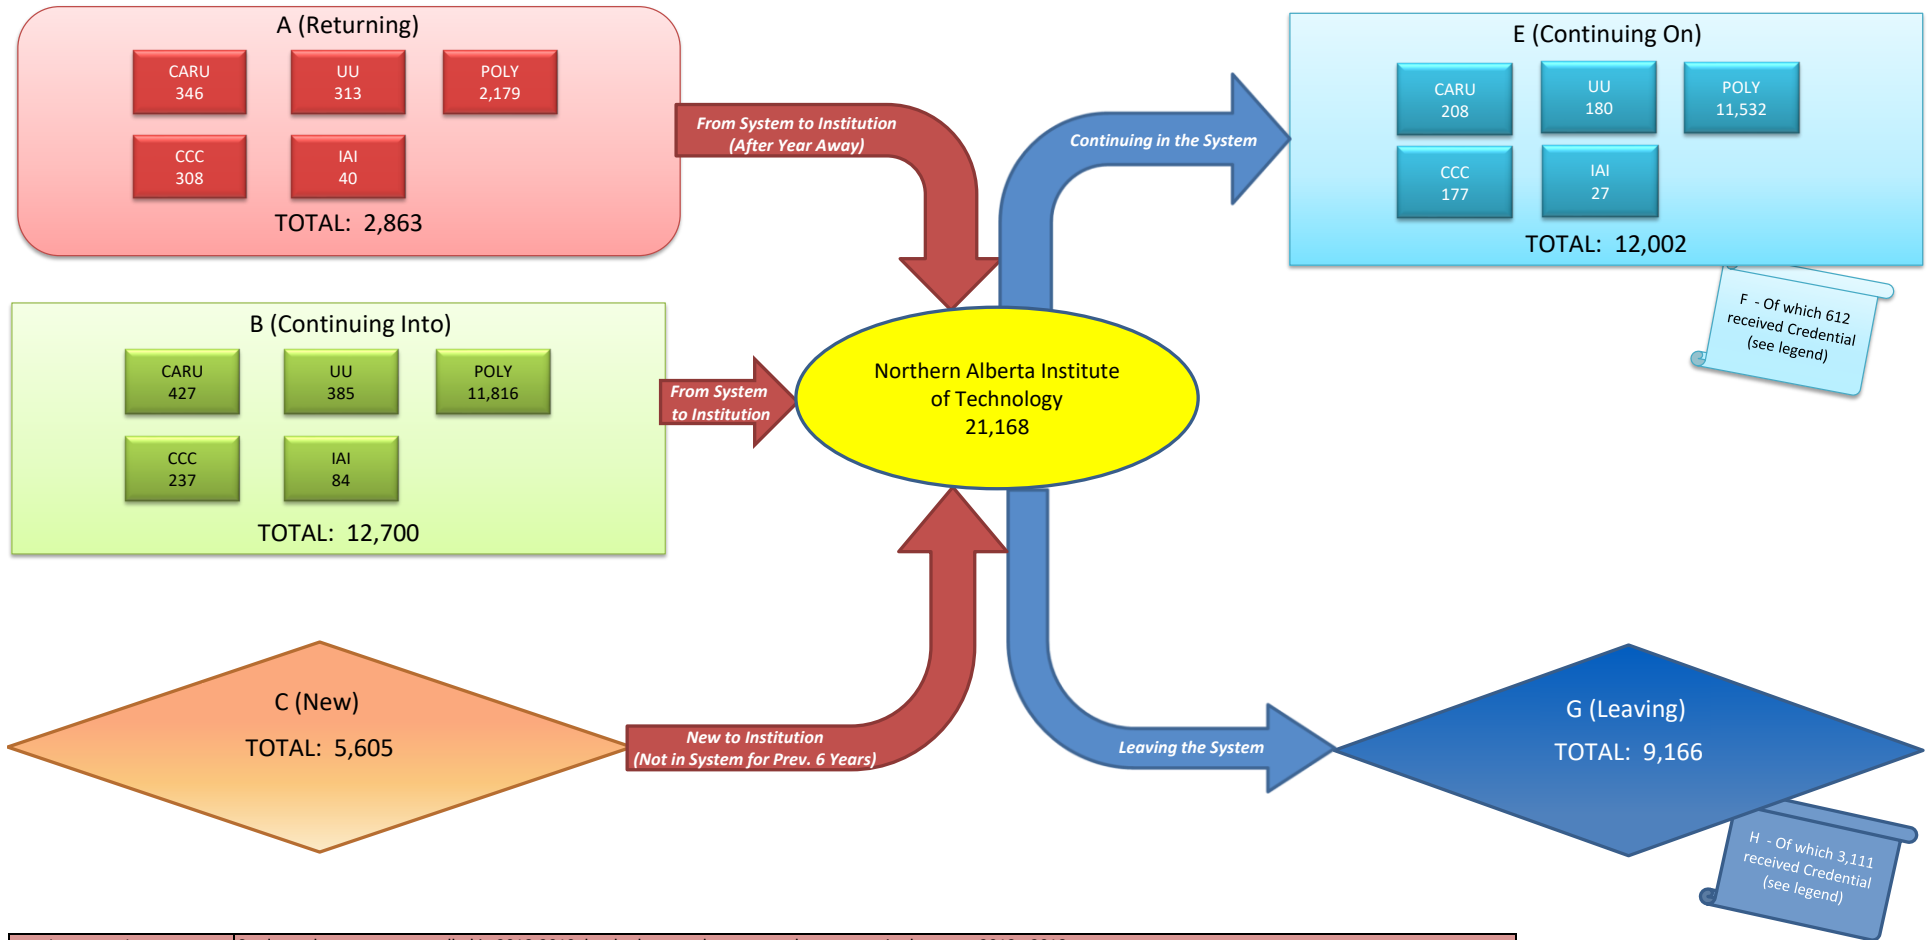 A (Returning)
CARU
346
UU
313
POLY
2,179
CCC
308
IAI
40
TOTAL: 2,863
From System to Institution
(After Year Away)
Continuing in the System
E (Continuing On)
CARU
208
UU
180
POLY
11,532
CCC
177
IAI
27
TOTAL: 12,002
F - Of which 612
received Credential
(see legend)
B (Continuing Into)
CARU
427
UU
385
POLY
11,816
CCC
237
IAI
84
TOTAL: 12,700
From System
to Institution
Northern Alberta Institute
of Technology
21,168
C (New)
TOTAL: 5,605
New to Institution
(Not in System for Prev. 6 Years)
Leaving the System
G (Leaving)
TOTAL: 9,166
H - Of which 3,111
received Credential
(see legend)